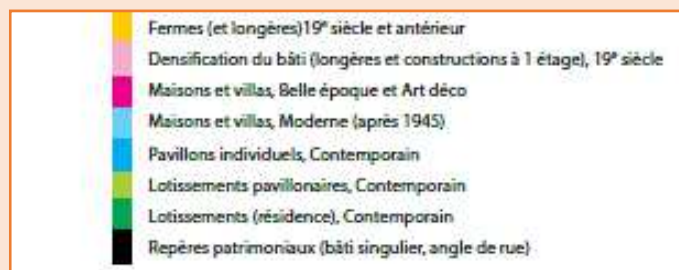 Fermes (et longères)19e siècle et antérieur
Densification du bâti (longères et constructions à 1 étage), 19e siècle
Maisons et villas, Belle époque et Art déco
Maisons et villas, Moderne (après 1945)
Pavillons individuels, Contemporain
Lotissements pavillonaires, Contemporain
Lotissements (résidence), Contemporain
Repères patrimoniaux (bâti singulier, angle de rue)